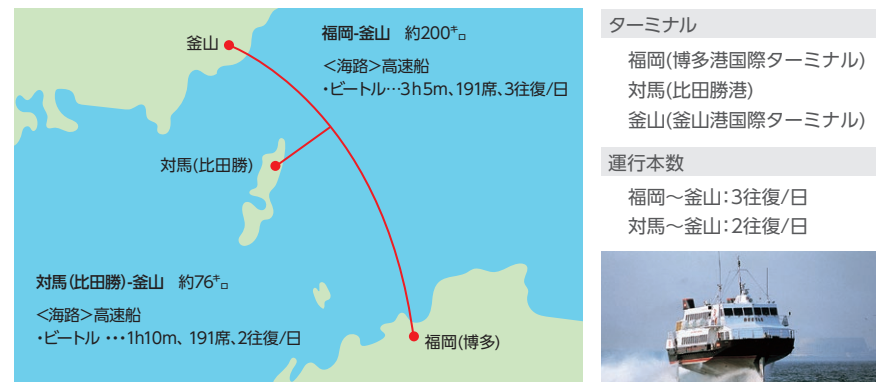 釜山
福岡-釜山 約200㌔
<海路>高速船
・ビートル…3h5m、191席、3往復/日
対馬(比田勝)
対馬(比田勝)-釜山 約76㌔
<海路>高速船
・ビートル…1h10m、191席、2往復/日
福岡(博多)
ターミナル
福岡(博多港国際ターミナル)
対馬(比田勝港)
釜山(釜山港国際ターミナル)
運行本数
福岡～釜山：3往復/日
対馬～釜山：2往復/日